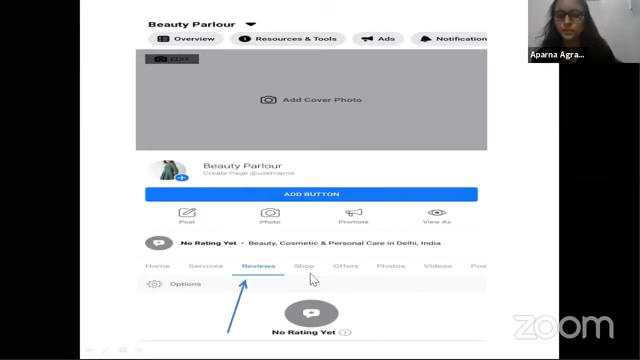 Beauty Parlour
Overview Resources & Tools Ads Notification
EDIT
Add Cover Photo
Beauty Parlour
Create Page @username
ADD BUTTON
Post Photo Promote View As
No Rating Yet • Beauty, Cosmetic & Personal Care in Delhi, India
Home Services Reviews Shop Offers Photos Videos Pos
Options
No Rating Yet
Aparna Agra...
zoom